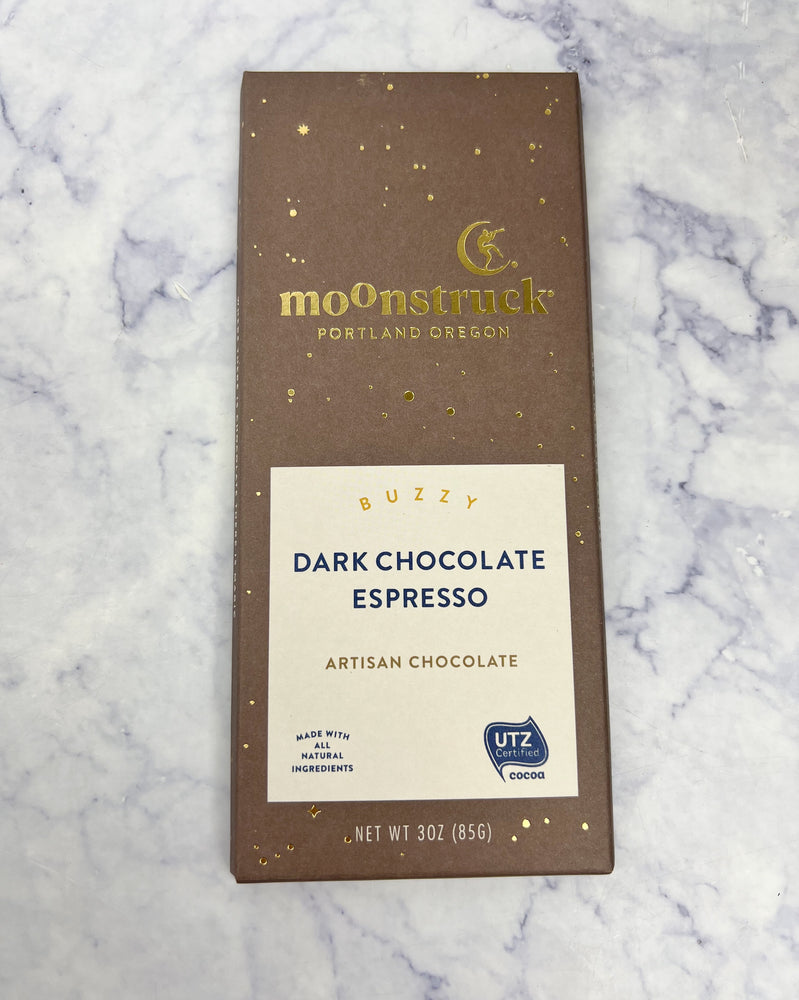 moonstruck
PORTLAND OREGON
BUZZY
DARK CHOCOLATE
ESPRESSO
ARTISAN CHOCOLATE
MADE WITH
ALL
NATURAL
INGREDIENTS
UTZ
Certified
cocoa
NET WT 3OZ (85G)